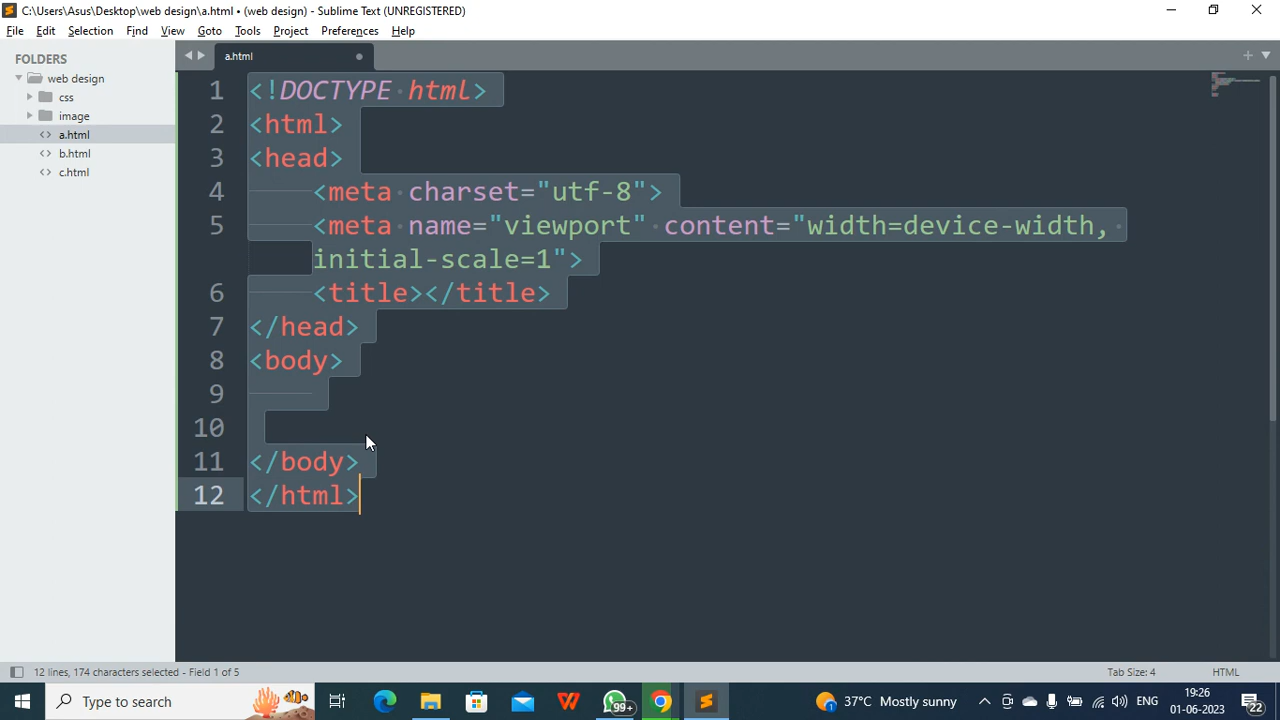 C:\Users\Asus\Desktop\web design\a.html • (web design) - Sublime Text (UNREGISTERED)
File Edit Selection Find View Goto Tools Project Preferences Help
FOLDERS
web design
css
image
a.html
b.html
c.html
a.html
1 <!DOCTYPE html>
2 <html>
3 <head>
4 <meta charset="utf-8">
5 <meta name="viewport" content="width=device-width,
initial-scale=1">
6 <title></title>
7 </head>
8 <body>
9
10
11 </body>
12 </html>
12 lines, 174 characters selected - Field 1 of 5 Tab Size: 4 HTML
Type here to search
99+
37°C Mostly sunny
ENG
19:26
01-06-2023
22